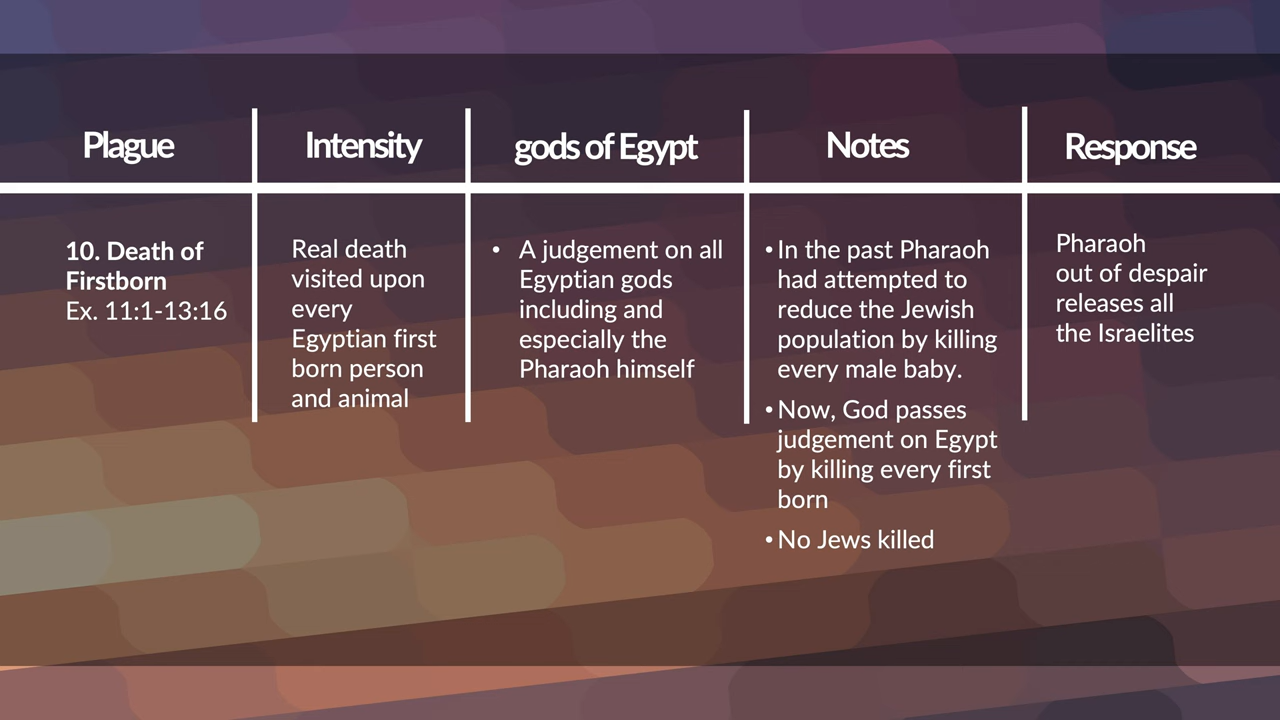 Plague
Intensity
gods of Egypt
Notes
Response
10. Death of
Firstborn
Ex. 11:1-13:16
Real death
visited upon
every
Egyptian first
born person
and animal
• A judgement on all
Egyptian gods
including and
especially the
Pharaoh himself
• In the past Pharaoh
had attempted to
reduce the Jewish
population by killing
every male baby.
• Now, God passes
judgement on Egypt
by killing every first
born
• No Jews killed
Pharaoh
out of despair
releases all
the Israelites